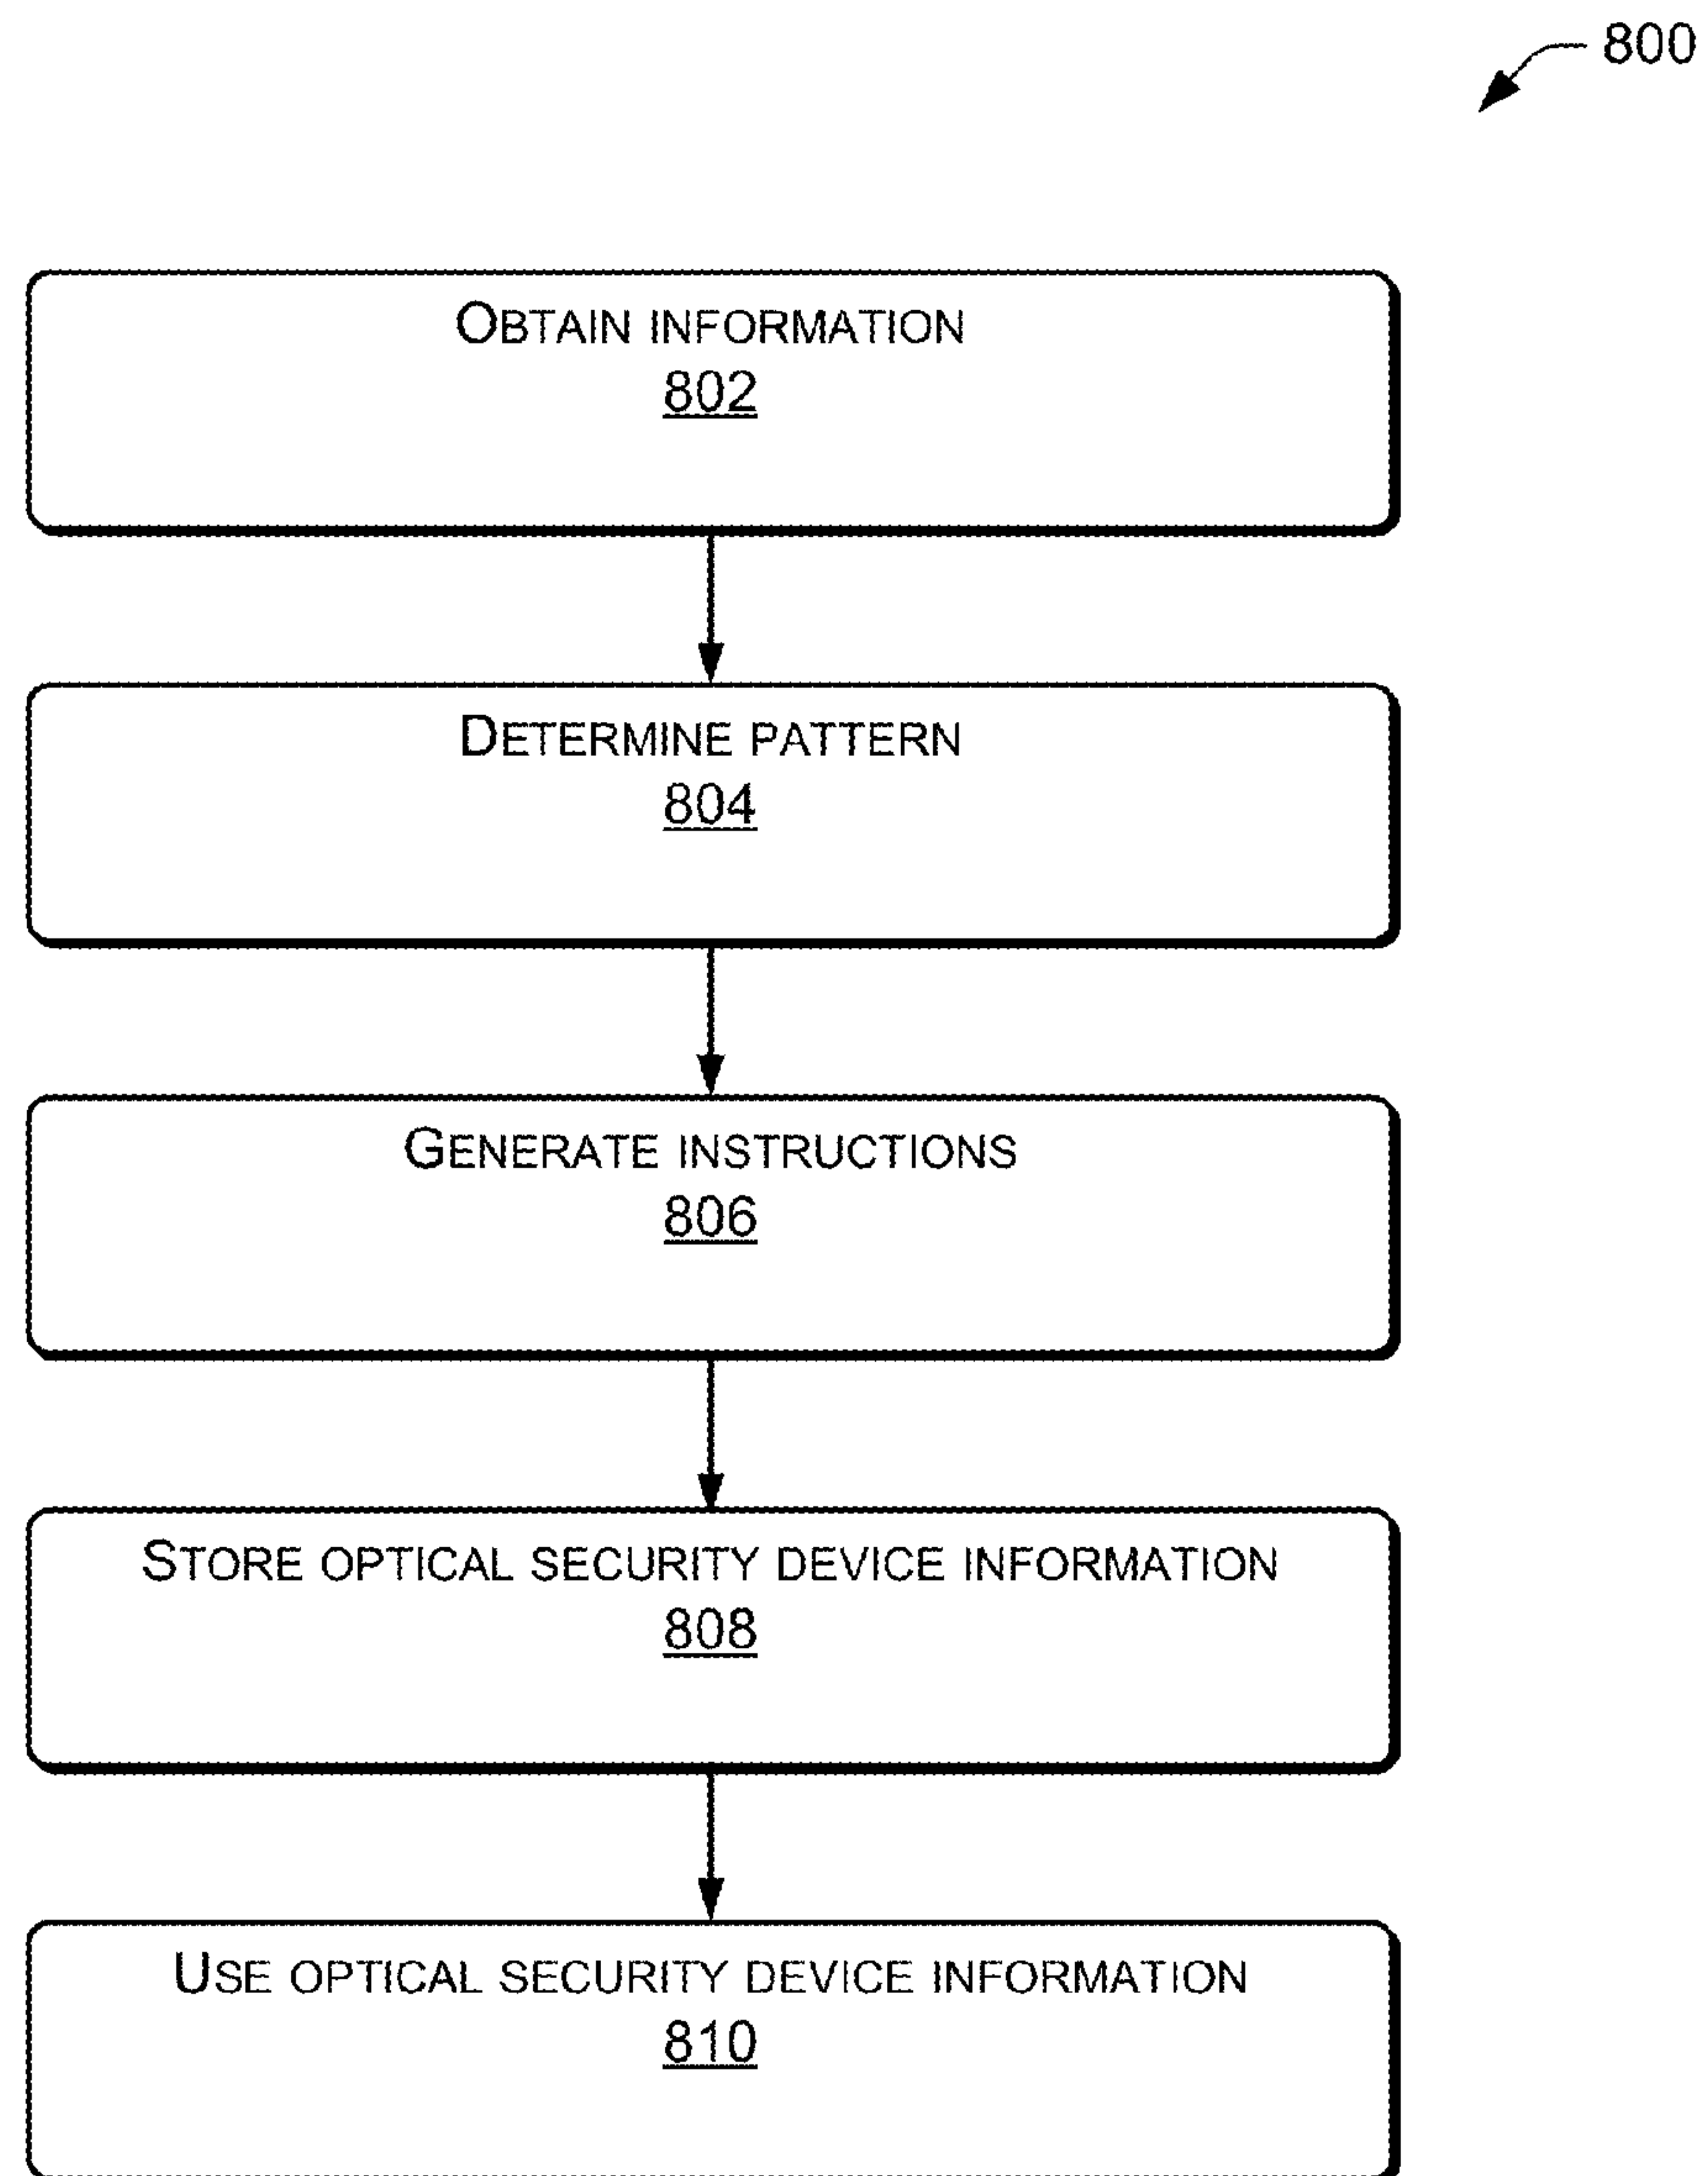 800
OBTAIN INFORMATION
802
DETERMINE PATTERN
804
GENERATE INSTRUCTIONS
806
STORE OPTICAL SECURITY DEVICE INFORMATION
808
USE OPTICAL SECURITY DEVICE INFORMATION
810